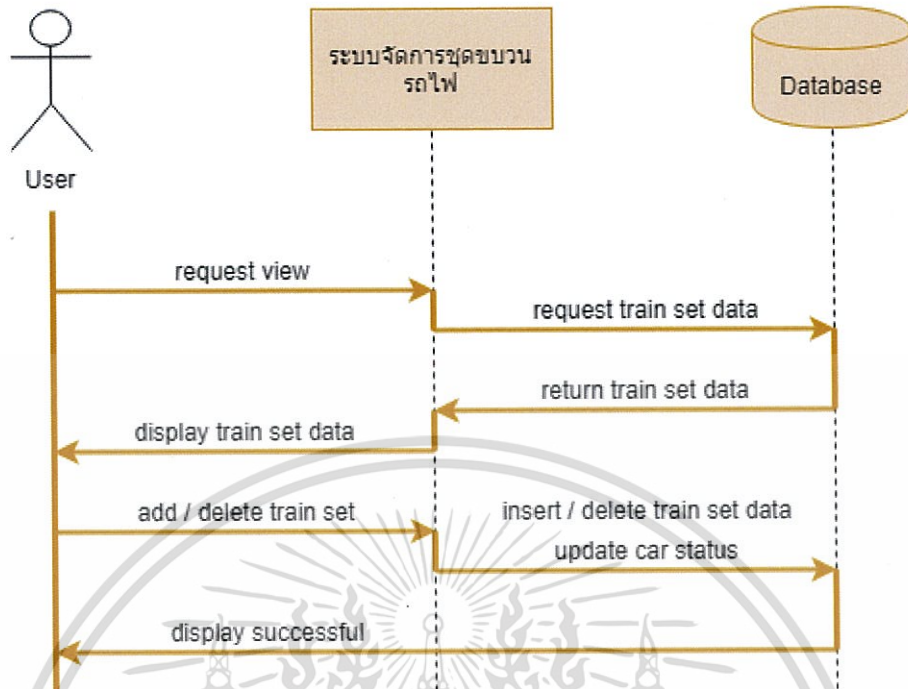 ระบบจัดการชุดขบวน
รถไฟ
Database
User
request view
request train set data
return train set data
display train set data
add / delete train set
insert / delete train set data
update car status
display successful